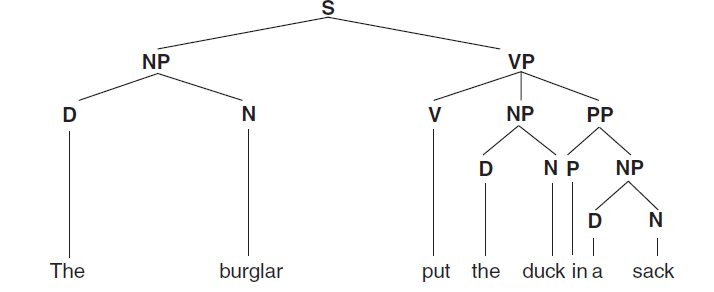 S
NP VP
D N V NP PP
D N P NP
D N
The burglar put the duck in a sack